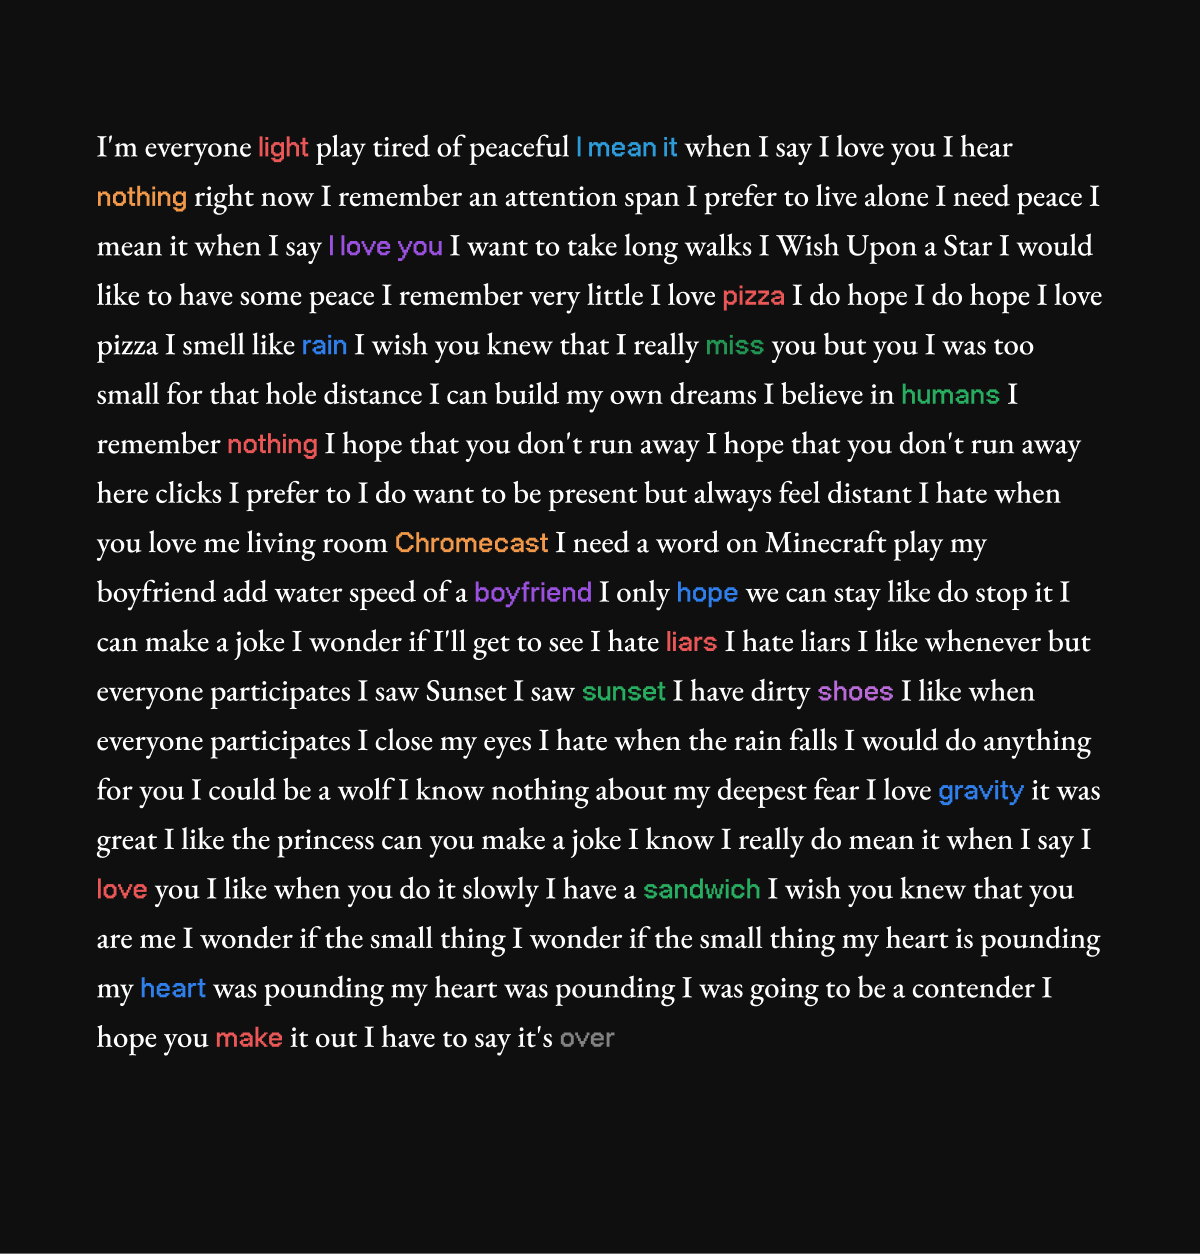 I'm everyone light play tired of peaceful I mean it when I say I love you I hear
nothing right now I remember an attention span I prefer to live alone I need peace I
mean it when I say I love you I want to take long walks I Wish Upon a Star I would
like to have some peace I remember very little I love pizza I do hope I do hope I love
pizza I smell like rain I wish you knew that I really miss you but you I was too
small for that hole distance I can build my own dreams I believe in humans I
remember nothing I hope that you don't run away I hope that you don't run away
here clicks I prefer to I do want to be present but always feel distant I hate when
you love me living room Chromecast I need a word on Minecraft play my
boyfriend add water speed of a boyfriend I only hope we can stay like do stop it I
can make a joke I wonder if I'll get to see I hate liars I hate liars I like whenever but
everyone participates I saw Sunset I saw sunset I have dirty shoes I like when
everyone participates I close my eyes I hate when the rain falls I would do anything
for you I could be a wolf I know nothing about my deepest fear I love gravity it was
great I like the princess can you make a joke I know I really do mean it when I say I
love you I like when you do it slowly I have a sandwich I wish you knew that you
are me I wonder if the small thing I wonder if the small thing my heart is pounding
my heart was pounding my heart was pounding I was going to be a contender I
hope you make it out I have to say it's over